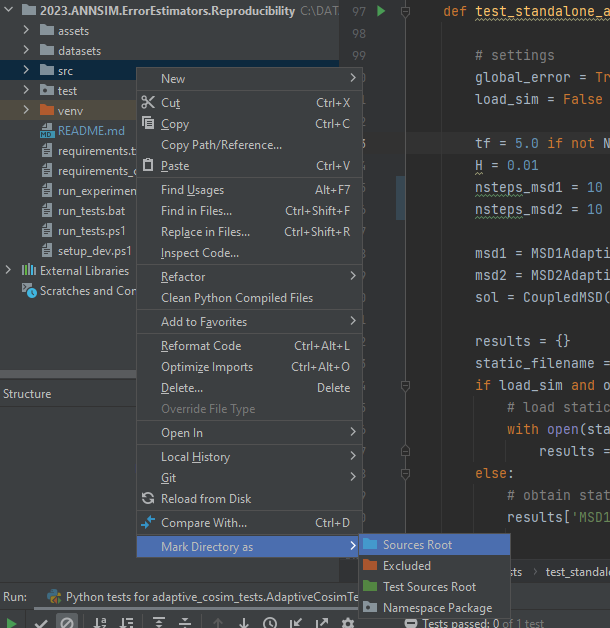 2023.ANNSIM.ErrorEstimators.Reproducibility C:\DAT
assets
datasets
src
test
venv
README.md
requirements.t
requirements_
run_experimen
run_tests.bat
run_tests.ps1
setup_dev.ps1
External Libraries
Scratches and Con
Structure
New
Cut Ctrl+X
Copy Ctrl+C
Copy Path/Reference...
Paste Ctrl+V
Find Usages Alt+F7
Find in Files... Ctrl+Shift+F
Replace in Files... Ctrl+Shift+R
Inspect Code...
Refactor
Clean Python Compiled Files
Add to Favorites
Reformat Code Ctrl+Alt+L
Optimize Imports Ctrl+Alt+O
Delete... Delete
Override File Type
Open In
Local History
Git
Reload from Disk
Compare With... Ctrl+D
Mark Directory as
Sources Root
Excluded
Test Sources Root
Namespace Package
97 def test_standalone_a
98
99 # settings
global_error = Tr
load_sim = False
tf = 5.0 if not N
H = 0.01
nsteps_msd1 = 10
nsteps_msd2 = 10
msd1 = MSD1Adapti
msd2 = MSD2Adapti
sol = CoupledMSD(
results = {}
static_filename =
if load_sim and o
# load static
with open(sta
results =
else:
# obtain stat
results['MSD1
sts › test_standalo
Run: Python tests for adaptive_cosim_tests.AdaptiveCosimTe
Tests passed: 0 of 1 test